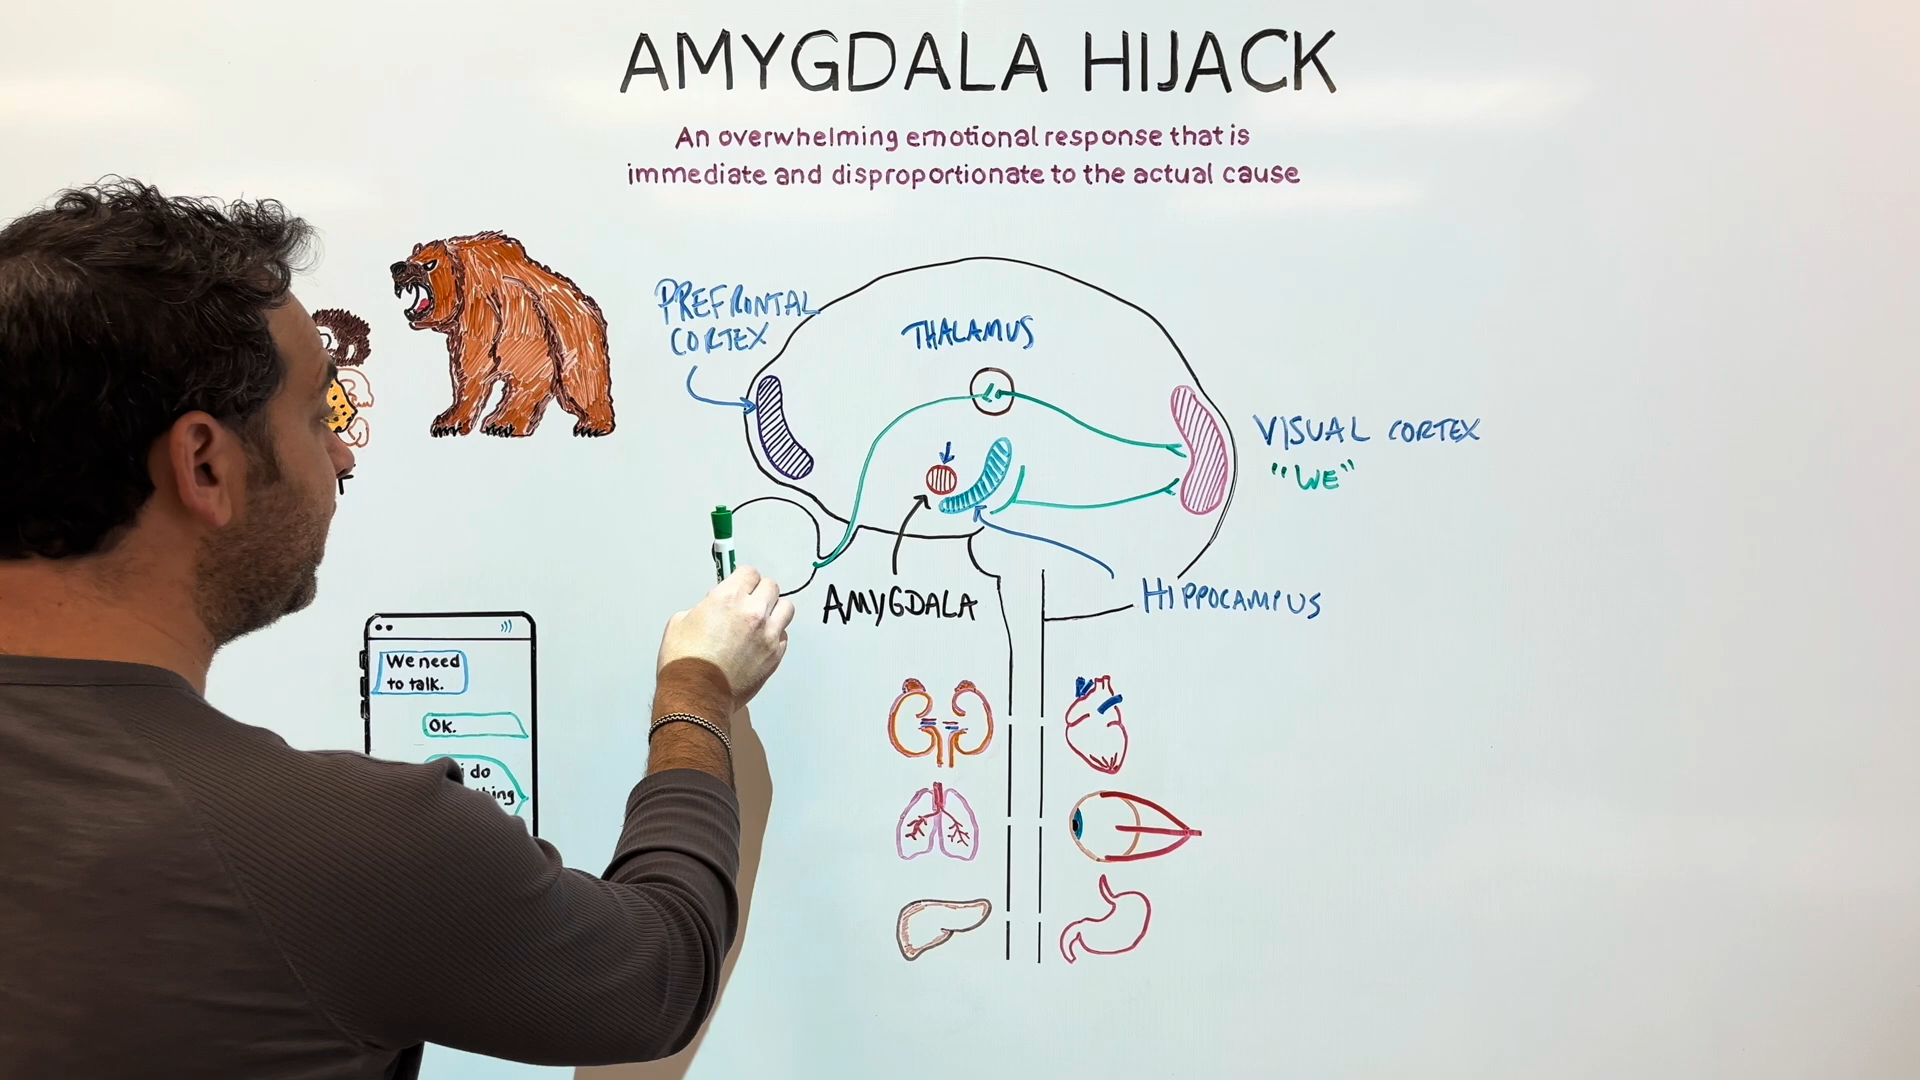 AMYGDALA HIJACK
An overwhelming emotional response that is
immediate and disproportionate to the actual cause
PREFRONTAL
CORTEX
THALAMUS
VISUAL CORTEX
"WE"
AMYGDALA
HIPPOCAMPUS
We need
to talk.
OK.
i do